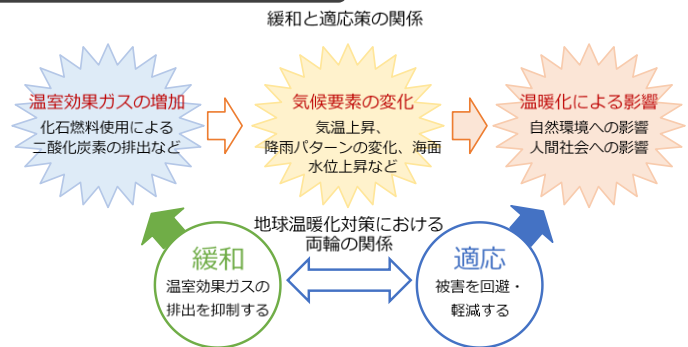 緩和と適応策の関係
温室効果ガスの増加
化石燃料使用による
二酸化炭素の排出など
気候要素の変化
気温上昇、
降雨パターンの変化、海面
水位上昇など
温暖化による影響
自然環境への影響
人間社会への影響
地球温暖化対策における
両輪の関係
緩和
温室効果ガスの
排出を抑制する
適応
被害を回避・
軽減する